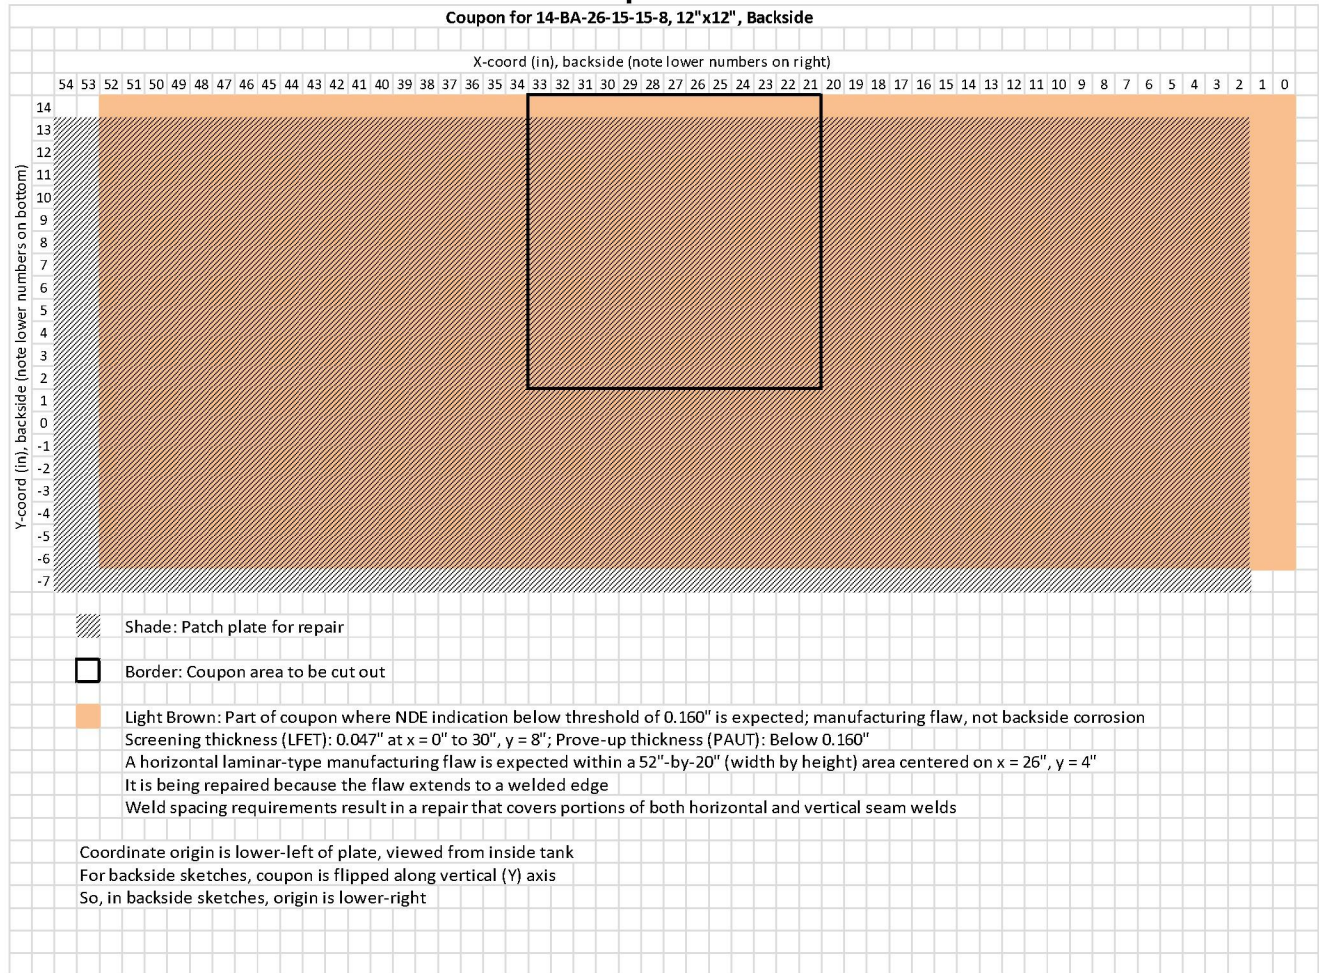 Coupon for 14-BA-26-15-15-8, 12"x12", Backside
X-coord (in), backside (note lower numbers on right)
54 53 52 51 50 49 48 47 46 45 44 43 42 41 40 39 38 37 36 35 34 33 32 31 30 29 28 27 26 25 24 23 22 21 20 19 18 17 16 15 14 13 12 11 10 9 8 7 6 5 4 3 2 1 0
Y-coord (in), backside (note lower numbers on bottom)
14
13
12
11
10
9
8
7
6
5
4
3
2
1
0
-1
-2
-3
-4
-5
-6
-7
Shade: Patch plate for repair
Border: Coupon area to be cut out
Light Brown: Part of coupon where NDE indication below threshold of 0.160" is expected; manufacturing flaw, not backside corrosion
Screening thickness (LFET): 0.047" at x = 0" to 30", y = 8"; Prove-up thickness (PAUT): Below 0.160"
A horizontal laminar-type manufacturing flaw is expected within a 52"-by-20" (width by height) area centered on x = 26", y = 4"
It is being repaired because the flaw extends to a welded edge
Weld spacing requirements result in a repair that covers portions of both horizontal and vertical seam welds
Coordinate origin is lower-left of plate, viewed from inside tank
For backside sketches, coupon is flipped along vertical (Y) axis
So, in backside sketches, origin is lower-right